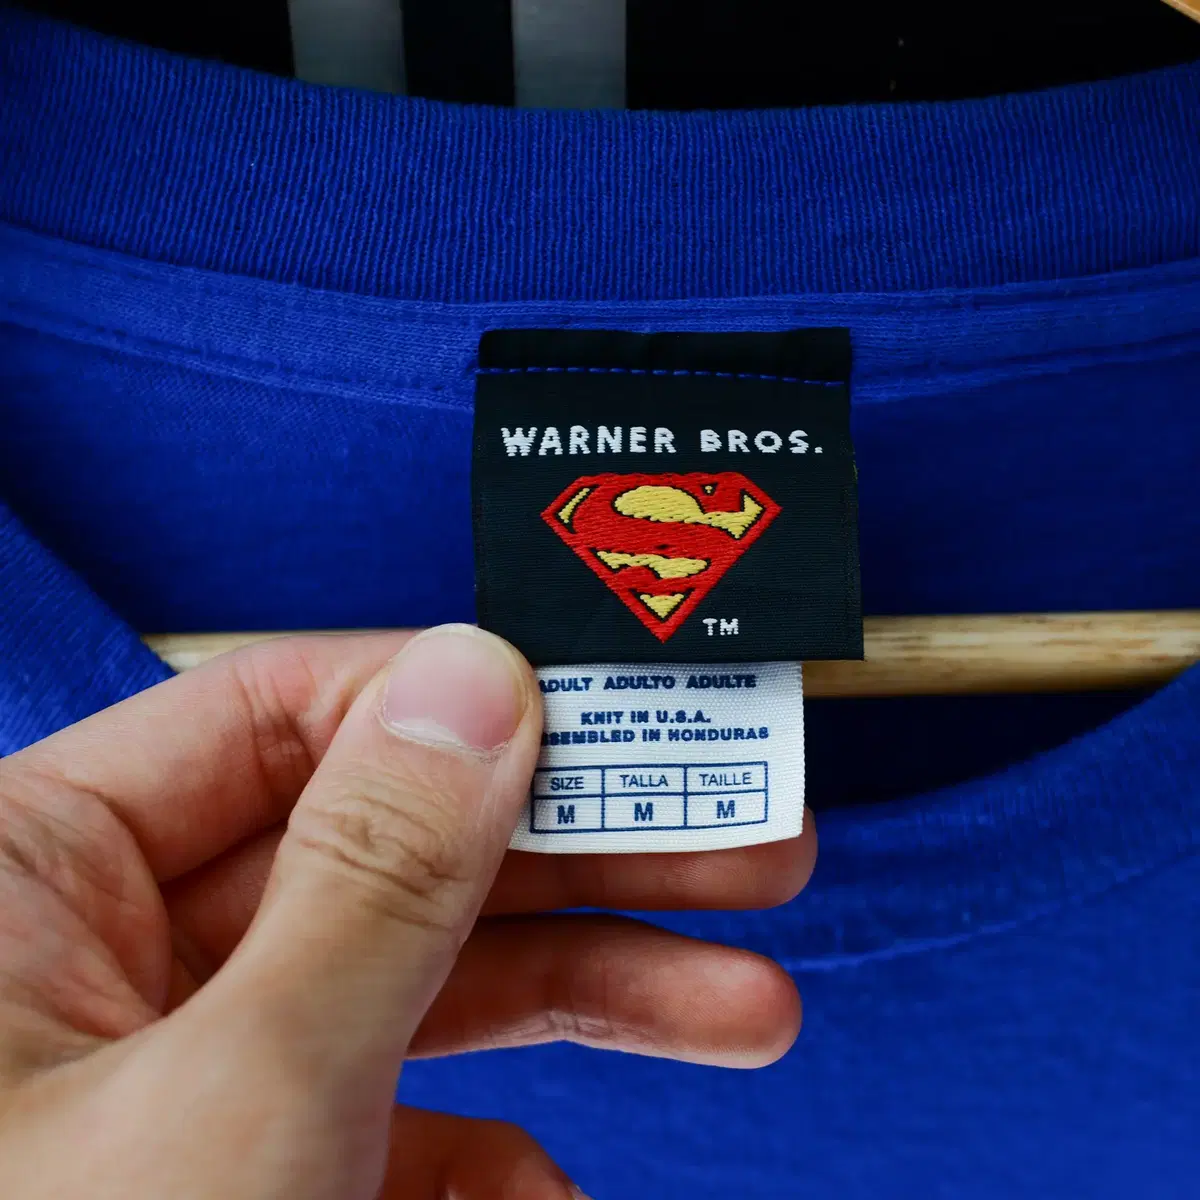 WARNER BROS.
S
TM
ADULT ADULTO ADULTE
KNIT IN U.S.A.
ASSEMBLED IN HONDURAS
SIZE TALLA TAILLE
M M M